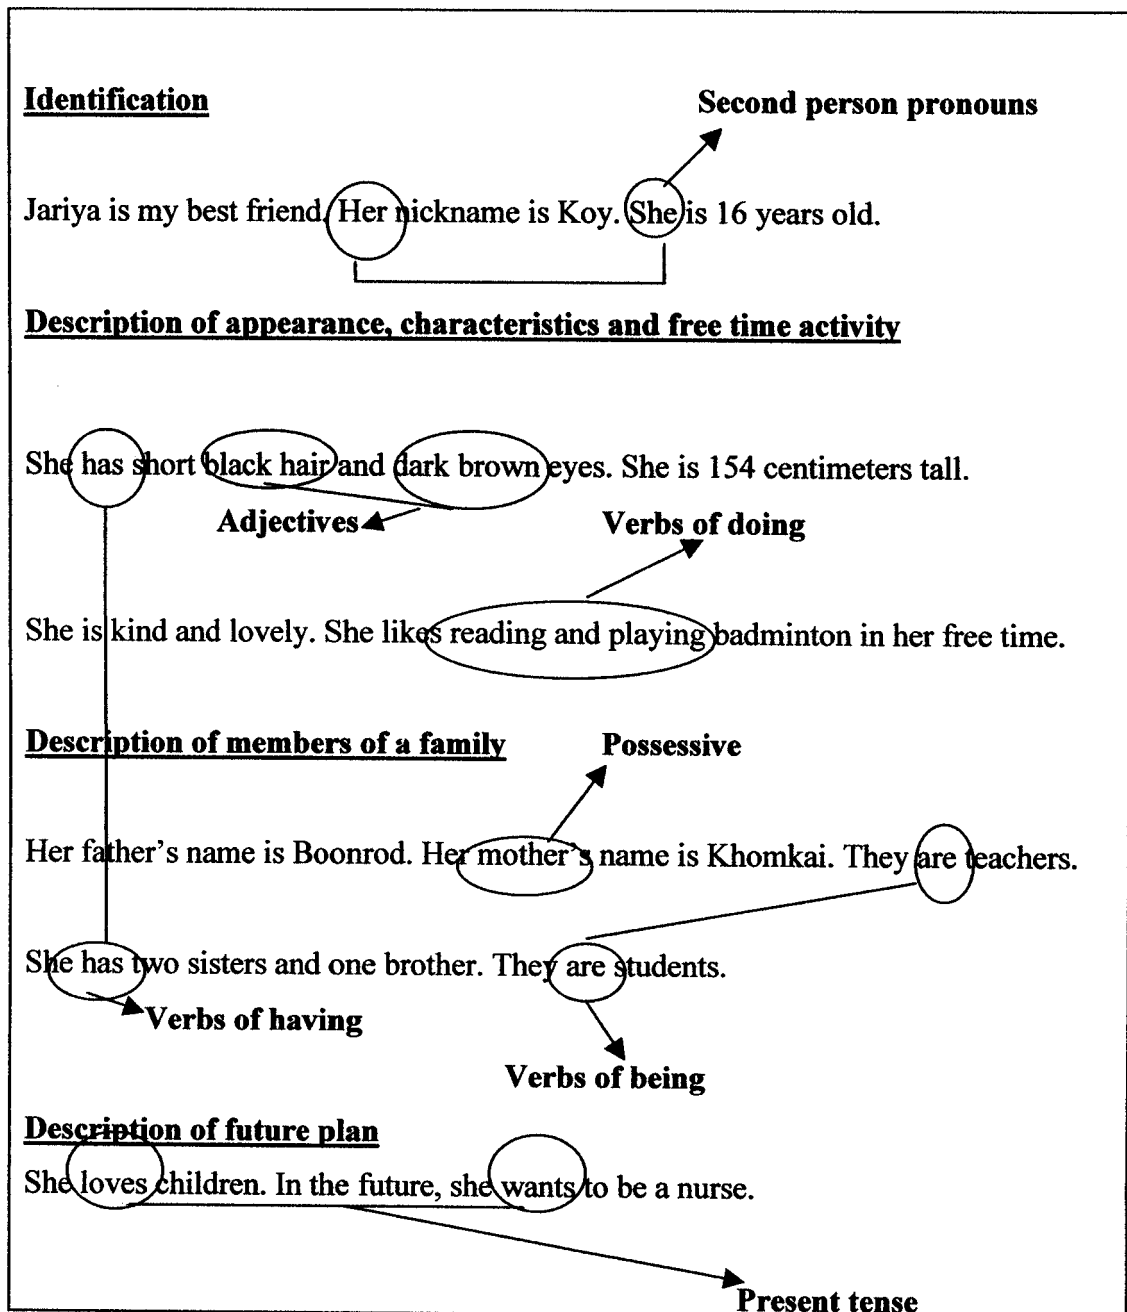 Identification
Second person pronouns
Jariya is my best friend. Her nickname is Koy. She is 16 years old.
Description of appearance, characteristics and free time activity
She has short black hair and dark brown eyes. She is 154 centimeters tall.
Adjectives
Verbs of doing
She is kind and lovely. She likes reading and playing badminton in her free time.
Description of members of a family
Possessive
Her father's name is Boonrod. Her mother's name is Khomkai. They are teachers.
She has two sisters and one brother. They are students.
Verbs of having
Verbs of being
Description of future plan
She loves children. In the future, she wants to be a nurse.
Present tense